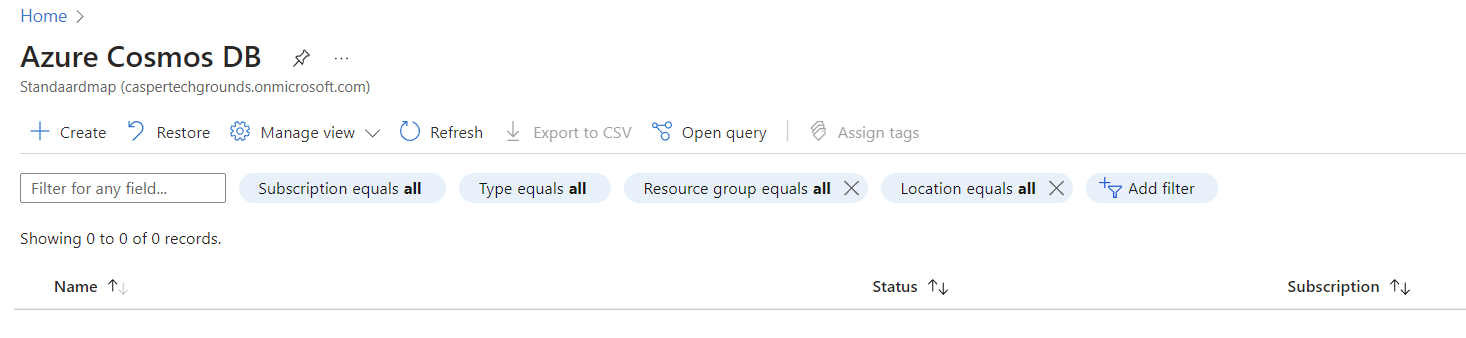 Home
Azure Cosmos DB
Standaardmap (caspertechgrounds.onmicrosoft.com)
Create Restore Manage view Refresh Export to CSV Open query Assign tags
Filter for any field... Subscription equals all Type equals all Resource group equals all Location equals all Add filter
Showing 0 to 0 of 0 records.
Name Status Subscription